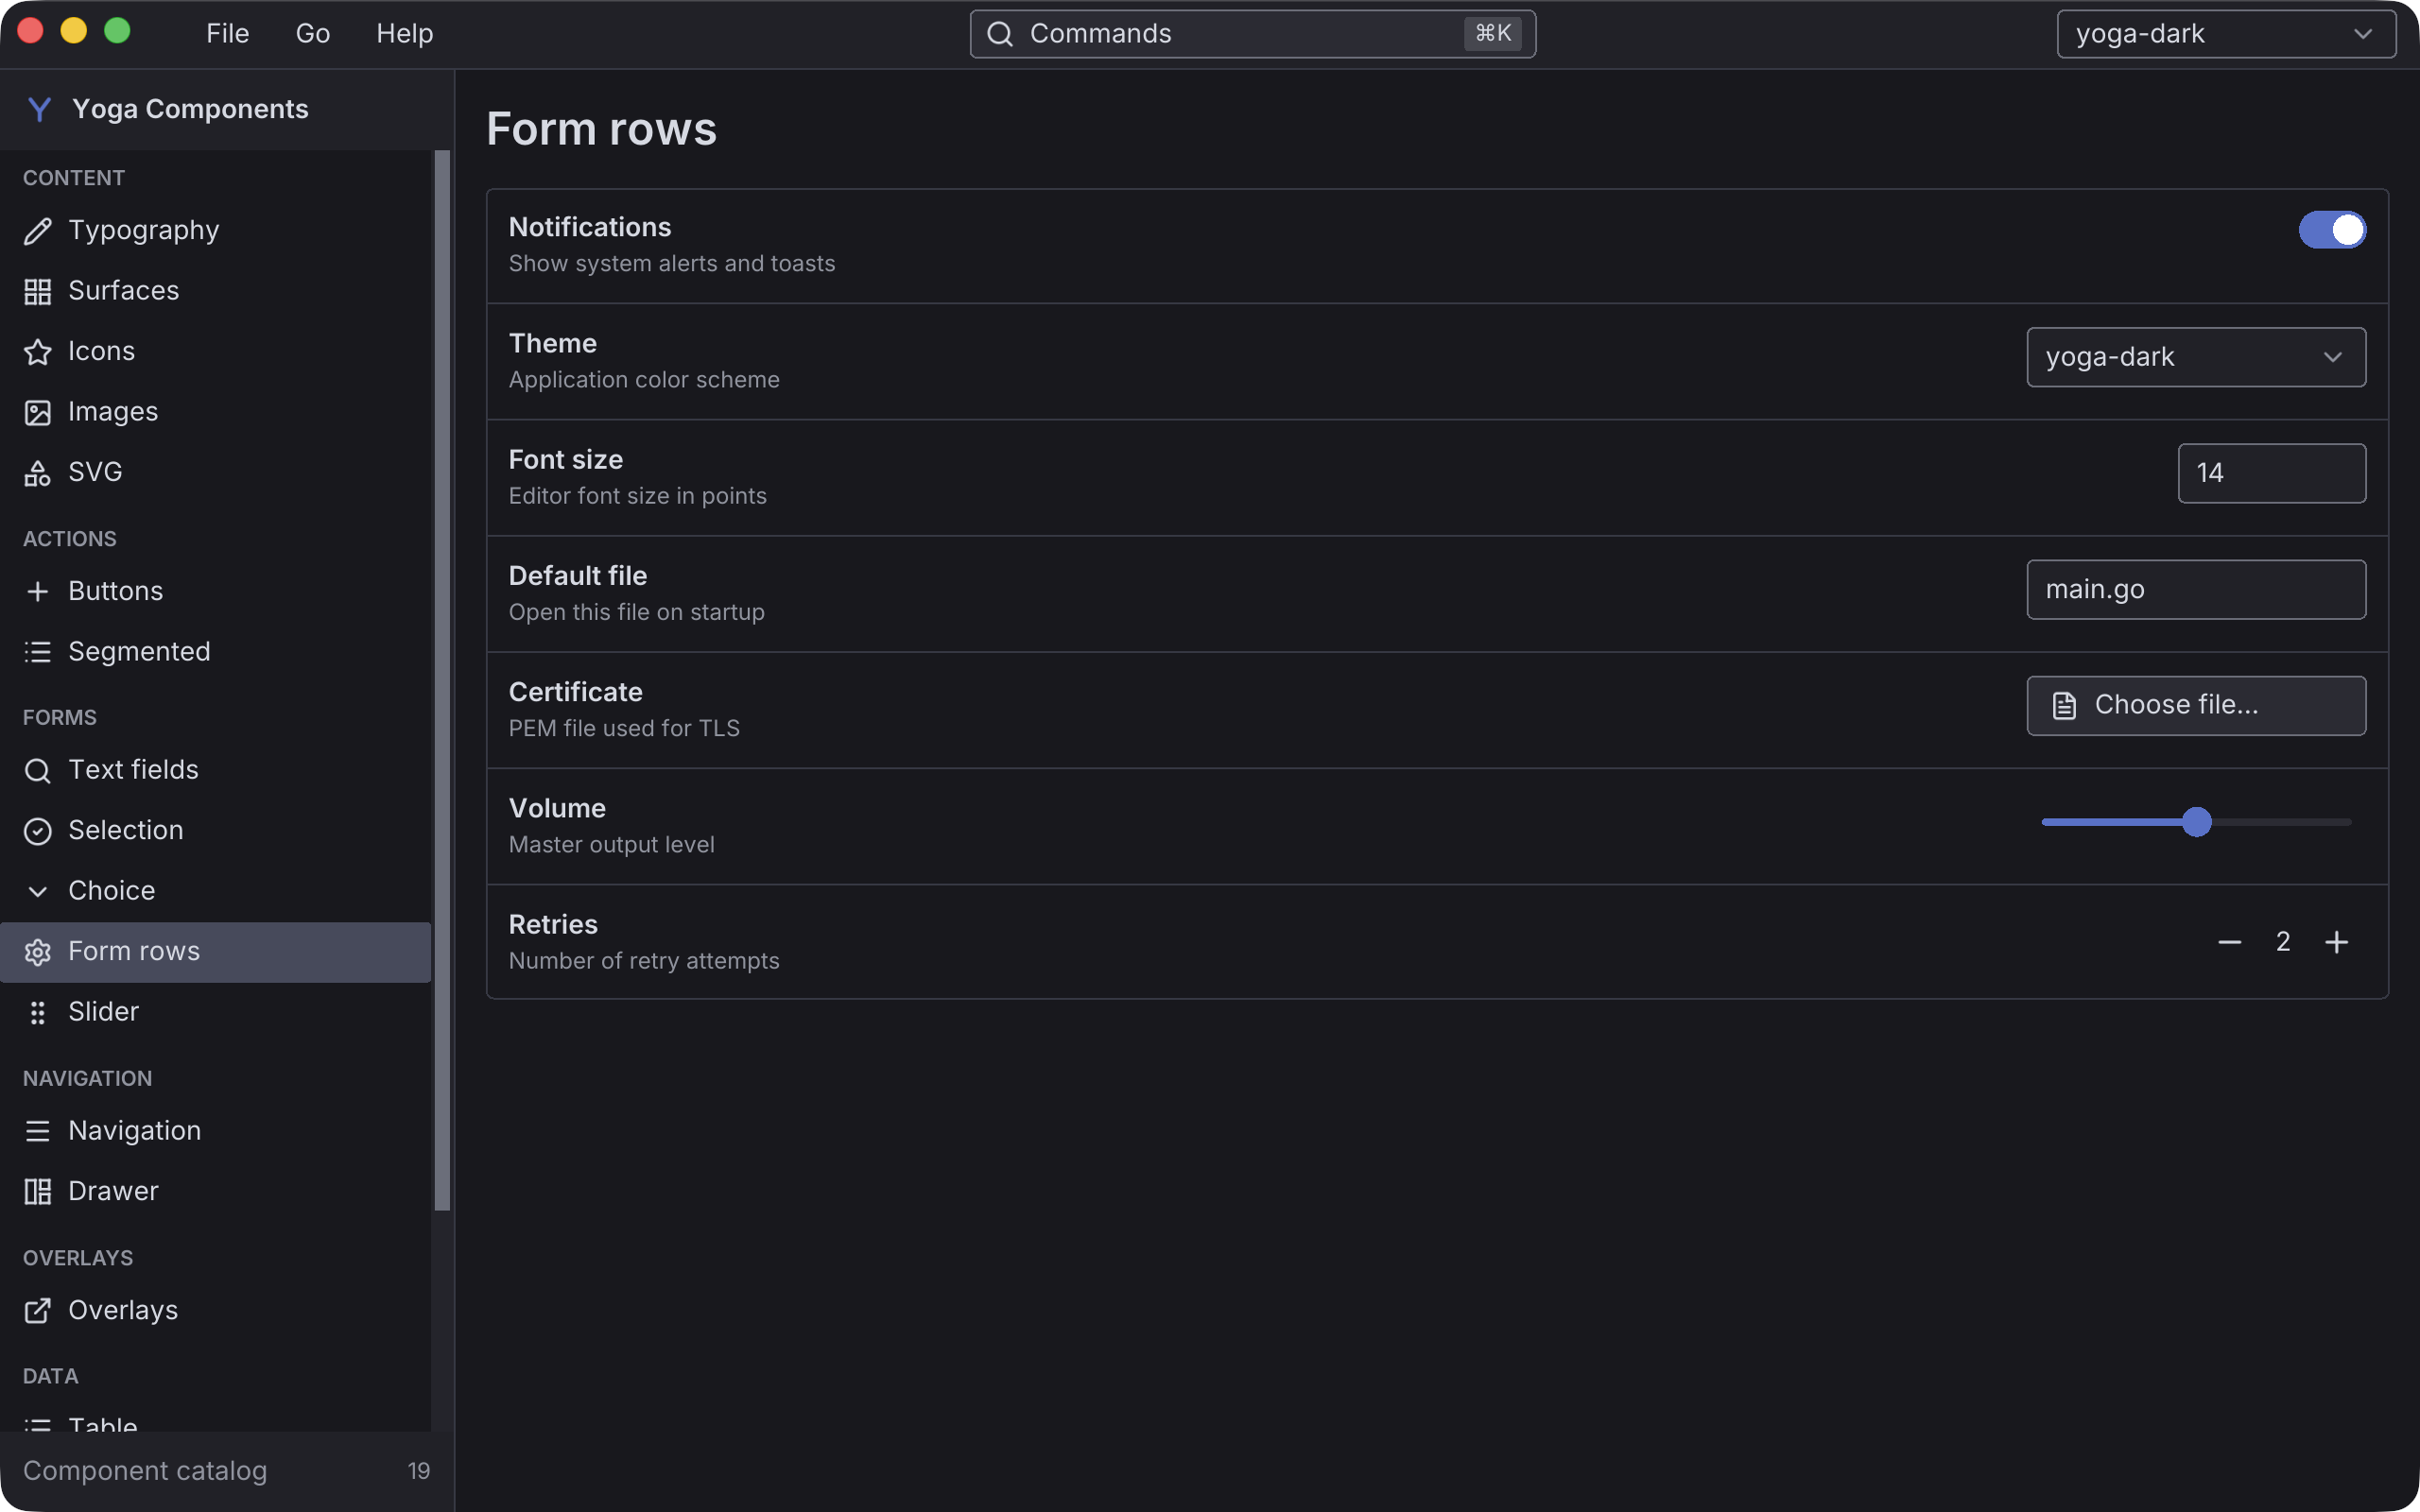 File Go Help
Commands ⌘K
yoga-dark
Yoga Components
CONTENT
Typography
Surfaces
Icons
Images
SVG
ACTIONS
Buttons
Segmented
FORMS
Text fields
Selection
Choice
Form rows
Slider
NAVIGATION
Navigation
Drawer
OVERLAYS
Overlays
DATA
Table
Component catalog 19
Form rows
Notifications
Show system alerts and toasts
Theme
Application color scheme
yoga-dark
Font size
Editor font size in points
14
Default file
Open this file on startup
main.go
Certificate
PEM file used for TLS
Choose file...
Volume
Master output level
Retries
Number of retry attempts
2